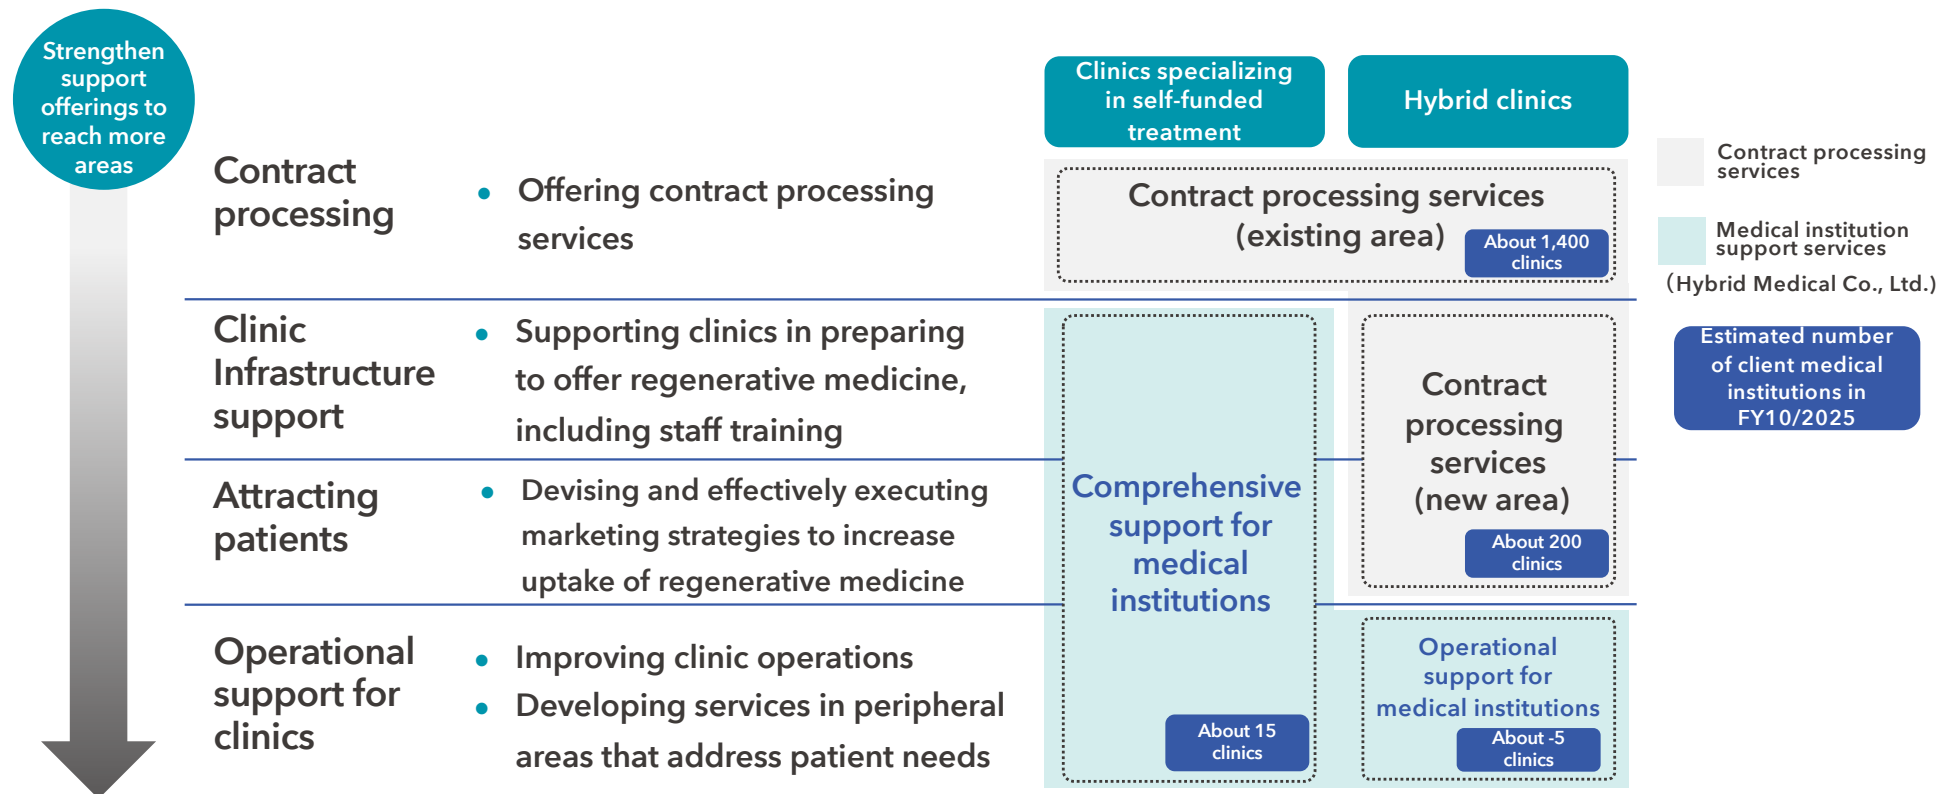 Strengthen
support
offerings to
reach more
areas
Clinics specializing
in self-funded
treatment
Hybrid clinics
Contract
processing
• Offering contract processing
services
Contract processing services
(existing area)
About 1,400
clinics
Contract processing
services
Medical institution
support services
(Hybrid Medical Co., Ltd.)
Estimated number
of client medical
institutions in
FY10/2025
Clinic
Infrastructure
support
• Supporting clinics in preparing
to offer regenerative medicine,
including staff training
Contract
processing
services
(new area)
About 200
clinics
Attracting
patients
• Devising and effectively executing
marketing strategies to increase
uptake of regenerative medicine
Comprehensive
support for
medical
institutions
About 15
clinics
Operational
support for
clinics
• Improving clinic operations
• Developing services in peripheral
areas that address patient needs
Operational
support for
medical institutions
About -5
clinics